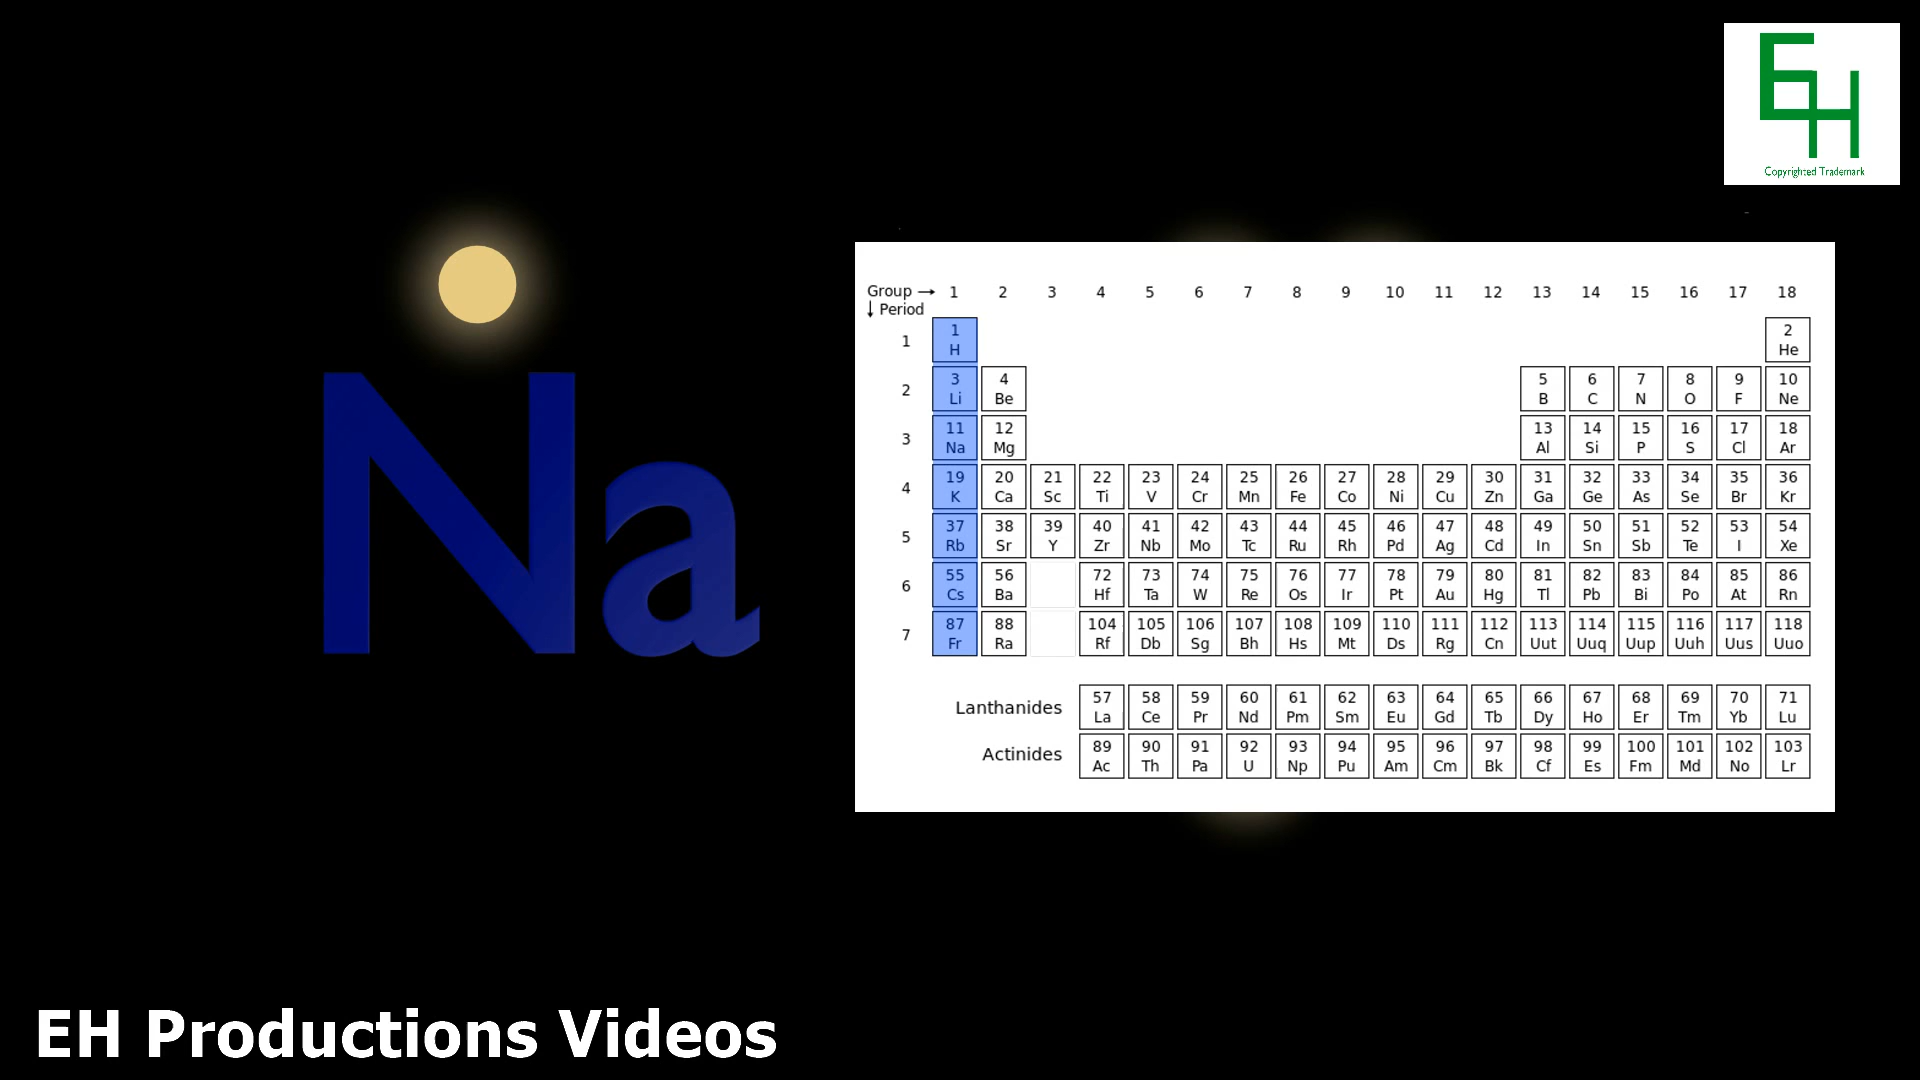 EH
Copyrighted Trademark
Na
Group → 1 2 3 4 5 6 7 8 9 10 11 12 13 14 15 16 17 18
↓ Period
1 2
1 H He
3 4 5 6 7 8 9 10
2 Li Be B C N O F Ne
11 12 13 14 15 16 17 18
3 Na Mg Al Si P S Cl Ar
19 20 21 22 23 24 25 26 27 28 29 30 31 32 33 34 35 36
4 K Ca Sc Ti V Cr Mn Fe Co Ni Cu Zn Ga Ge As Se Br Kr
37 38 39 40 41 42 43 44 45 46 47 48 49 50 51 52 53 54
5 Rb Sr Y Zr Nb Mo Tc Ru Rh Pd Ag Cd In Sn Sb Te I Xe
55 56 72 73 74 75 76 77 78 79 80 81 82 83 84 85 86
6 Cs Ba Hf Ta W Re Os Ir Pt Au Hg Tl Pb Bi Po At Rn
87 88 104 105 106 107 108 109 110 111 112 113 114 115 116 117 118
7 Fr Ra Rf Db Sg Bh Hs Mt Ds Rg Cn Uut Uuq Uup Uuh Uus Uuo
57 58 59 60 61 62 63 64 65 66 67 68 69 70 71
Lanthanides La Ce Pr Nd Pm Sm Eu Gd Tb Dy Ho Er Tm Yb Lu
89 90 91 92 93 94 95 96 97 98 99 100 101 102 103
Actinides Ac Th Pa U Np Pu Am Cm Bk Cf Es Fm Md No Lr
EH Productions Videos